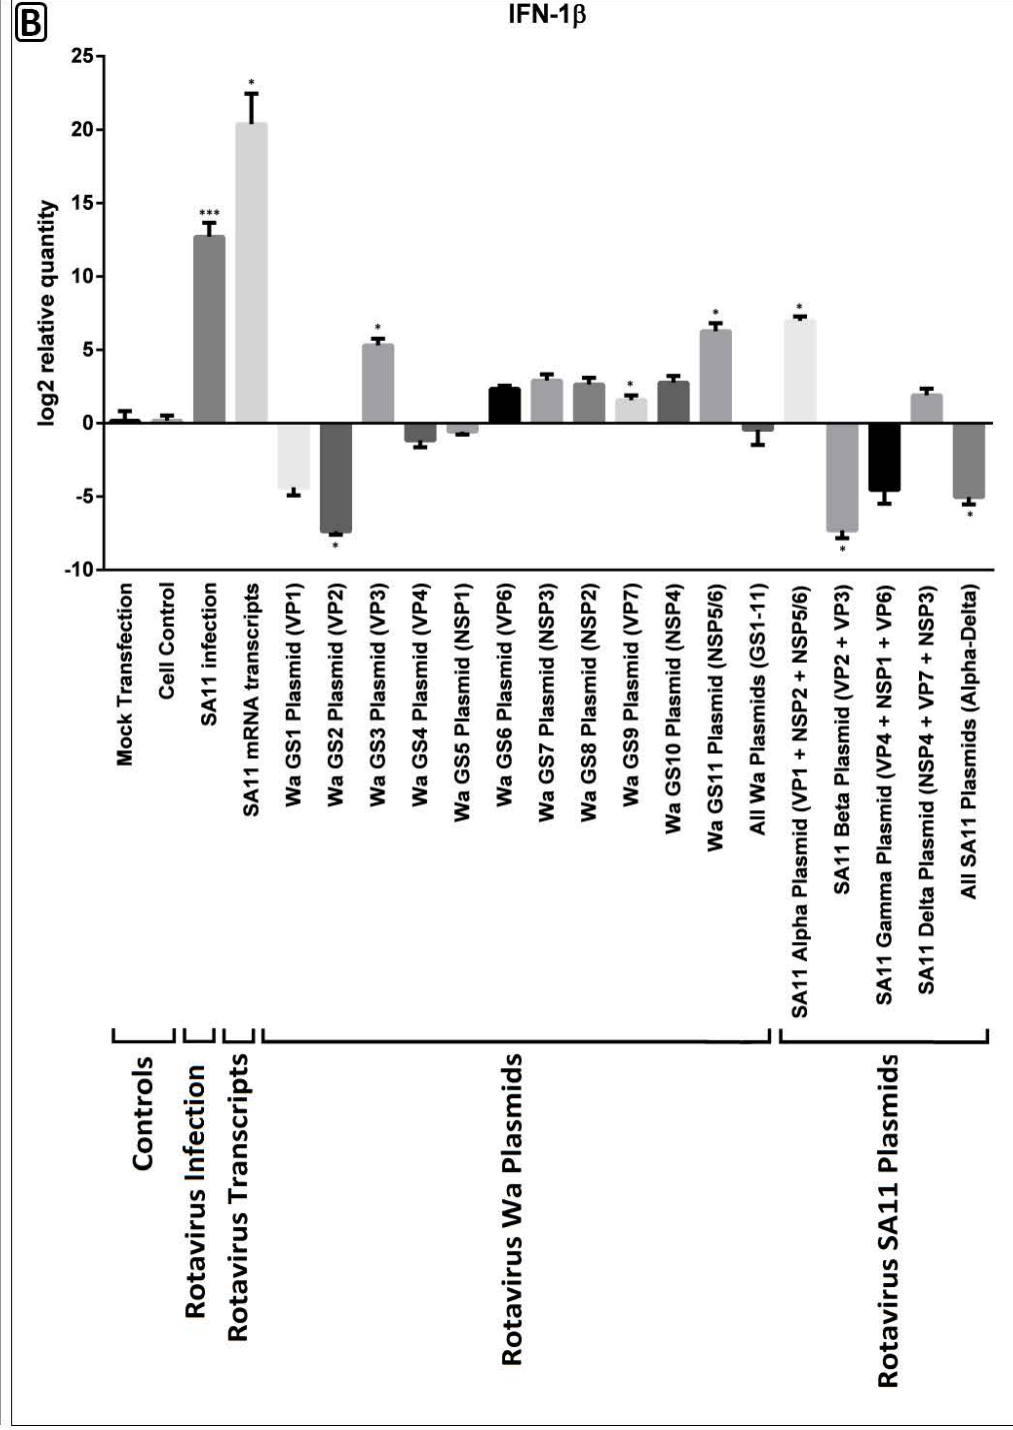 B
IFN-1β
log2 relative quantity
25
20
15
10
5
0
-5
-10
*
***
*
*
*
*
*
*
*
*
Mock Transfection
Cell Control
SA11 infection
SA11 mRNA transcripts
Wa GS1 Plasmid (VP1)
Wa GS2 Plasmid (VP2)
Wa GS3 Plasmid (VP3)
Wa GS4 Plasmid (VP4)
Wa GS5 Plasmid (NSP1)
Wa GS6 Plasmid (VP6)
Wa GS7 Plasmid (NSP3)
Wa GS8 Plasmid (NSP2)
Wa GS9 Plasmid (VP7)
Wa GS10 Plasmid (NSP4)
Wa GS11 Plasmid (NSP5/6)
All Wa Plasmids (GS1-11)
SA11 Alpha Plasmid (VP1 + NSP2 + NSP5/6)
SA11 Beta Plasmid (VP2 + VP3)
SA11 Gamma Plasmid (VP4 + NSP1 + VP6)
SA11 Delta Plasmid (NSP4 + VP7 + NSP3)
All SA11 Plasmids (Alpha-Delta)
Controls
Rotavirus Infection
Rotavirus Transcripts
Rotavirus Wa Plasmids
Rotavirus SA11 Plasmids